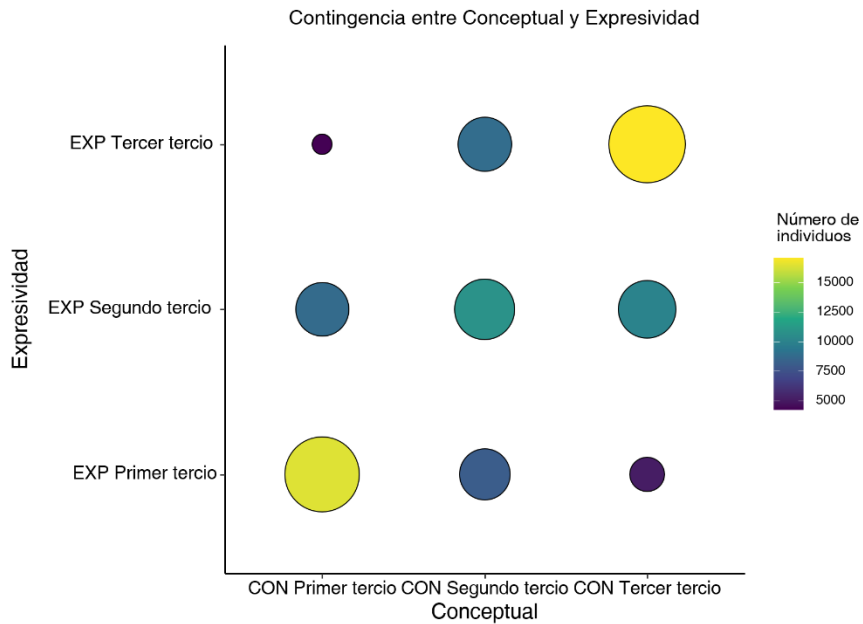 Contingencia entre Conceptual y Expresividad
Expresividad
EXP Tercer tercio
EXP Segundo tercio
EXP Primer tercio
CON Primer tercio CON Segundo tercio CON Tercer tercio
Conceptual
Número de
individuos
15000
12500
10000
7500
5000